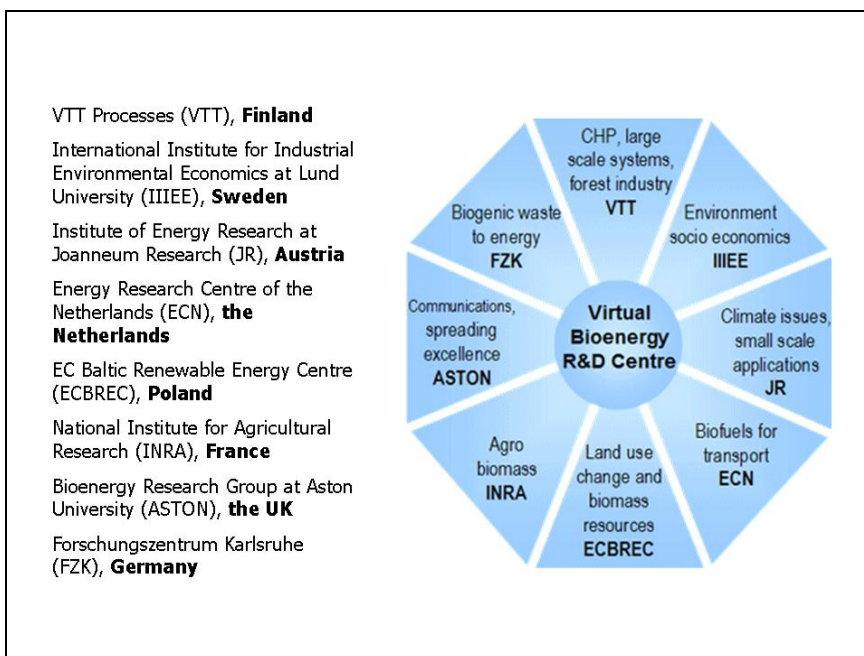 VTT Processes (VTT), Finland
International Institute for Industrial
Environmental Economics at Lund
University (IIIEE), Sweden
Institute of Energy Research at
Joanneum Research (JR), Austria
Energy Research Centre of the
Netherlands (ECN), the
Netherlands
EC Baltic Renewable Energy Centre
(ECBREC), Poland
National Institute for Agricultural
Research (INRA), France
Bioenergy Research Group at Aston
University (ASTON), the UK
Forschungszentrum Karlsruhe
(FZK), Germany
CHP, large
scale systems,
forest industry
VTT
Environment
socio economics
IIIEE
Climate issues,
small scale
applications
JR
Biofuels for
transport
ECN
Land use
change and
biomass
resources
ECBREC
Agro
biomass
INRA
Communications,
spreading
excellence
ASTON
Biogenic waste
to energy
FZK
Virtual
Bioenergy
R&D Centre